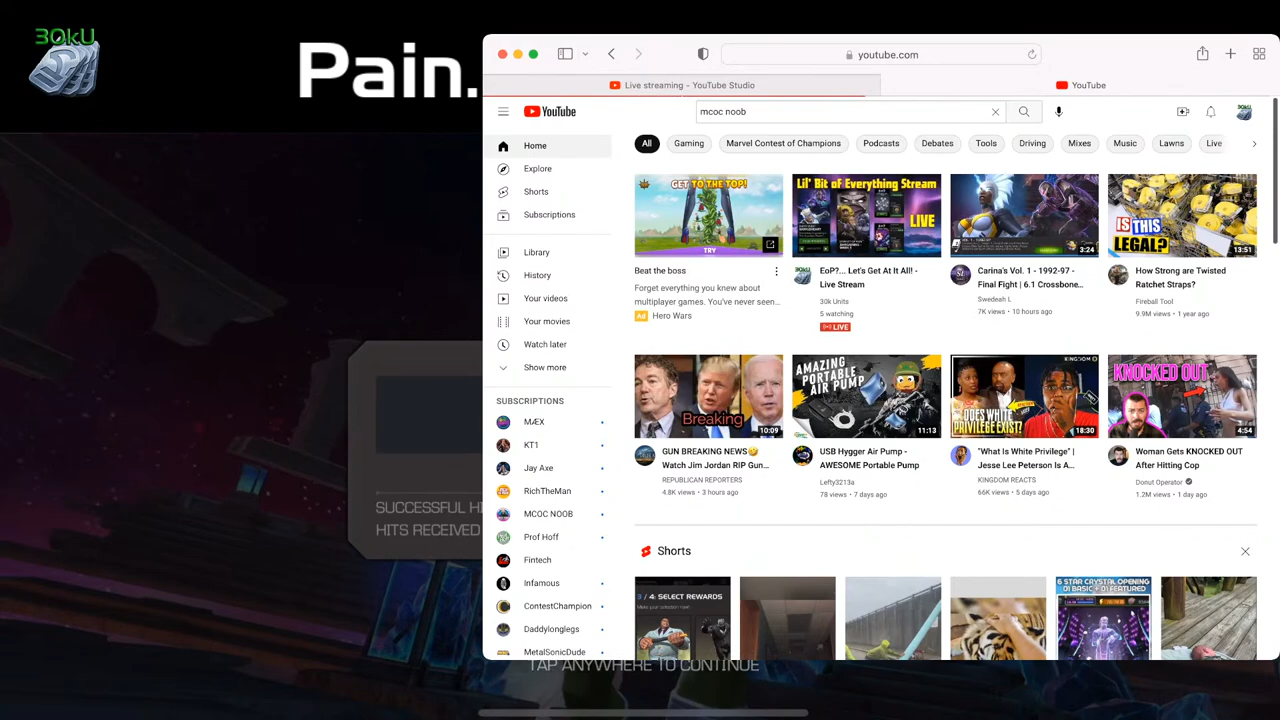 30kU
Pain.
youtube.com
Live streaming - YouTube Studio
YouTube
YouTube
mcoc noob
30kU
Home
Explore
Shorts
Subscriptions
Library
History
Your videos
Your movies
Watch later
Show more
SUBSCRIPTIONS
MÆX
KT1
Jay Axe
RichTheMan
MCOC NOOB
Prof Hoff
Fintech
Infamous
ContestChampion
Daddylonglegs
MetalSonicDude
All
Gaming
Marvel Contest of Champions
Podcasts
Debates
Tools
Driving
Mixes
Music
Lawns
Live
GET TO THE TOP!
TRY
Beat the boss
Forget everything you knew about
multiplayer games. You've never seen...
Ad
Hero Wars
Lil' Bit of Everything Stream
LIVE
EoP?... Let's Get At It All! -
Live Stream
30k Units
5 watching
LIVE
3:24
Carina's Vol. 1 - 1992-97 -
Final Fight | 6.1 Crossbone...
Swedeah L
7K views • 10 hours ago
IS THIS
LEGAL?
13:51
How Strong are Twisted
Ratchet Straps?
Fireball Tool
9.9M views • 1 year ago
Breaking
10:09
GUN BREAKING NEWS🤣
Watch Jim Jordan RIP Gun...
REPUBLICAN REPORTERS
4.8K views • 3 hours ago
AMAZING
PORTABLE
AIR PUMP
11:13
USB Hygger Air Pump -
AWESOME Portable Pump
Lefty3213a
78 views • 7 days ago
KINGDOM
DOES WHITE
PRIVILEGE EXIST?
18:30
"What Is White Privilege" |
Jesse Lee Peterson Is A...
KINGDOM REACTS
66K views • 5 days ago
KNOCKED OUT
4:54
Woman Gets KNOCKED OUT
After Hitting Cop
Donut Operator
1.2M views • 1 day ago
Shorts
3 / 4: SELECT REWARDS
6 STAR CRYSTAL OPENING
SUCCESSFUL HI
HITS RECEIVED
TAP ANYWHERE TO CONTINUE